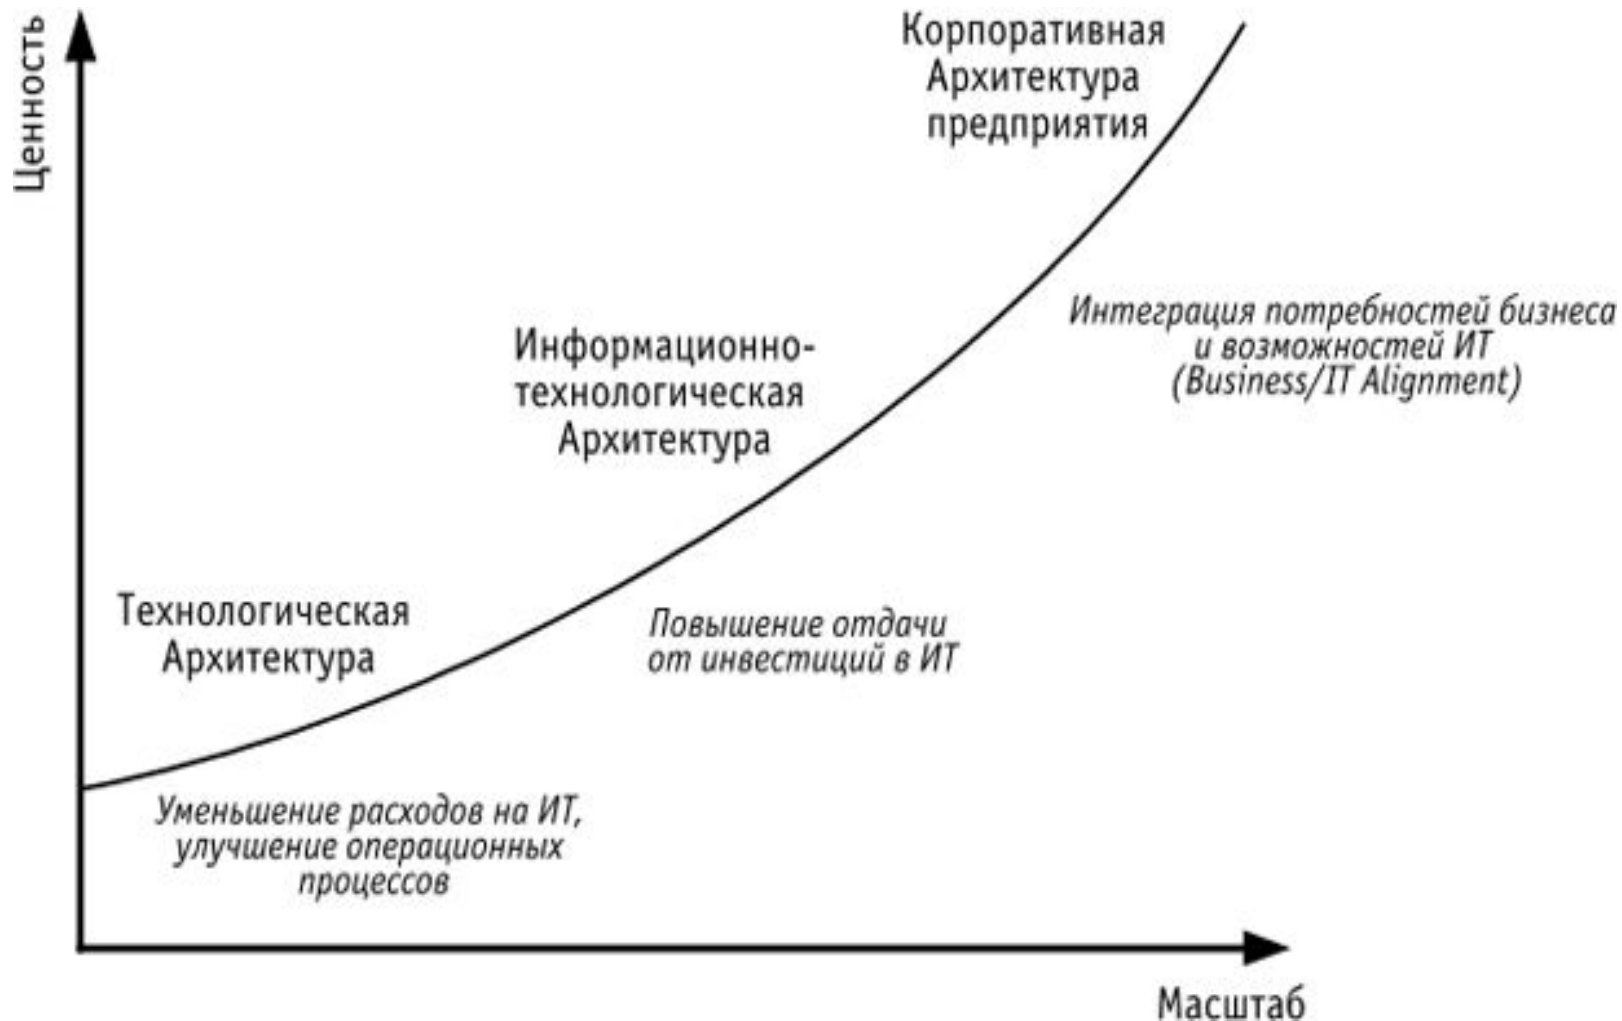 Ценность
Корпоративная
Архитектура
предприятия
Интеграция потребностей бизнеса
и возможностей ИТ
(Business/IT Alignment)
Информационно-
технологическая
Архитектура
Повышение отдачи
от инвестиций в ИТ
Технологическая
Архитектура
Уменьшение расходов на ИТ,
улучшение операционных
процессов
Масштаб